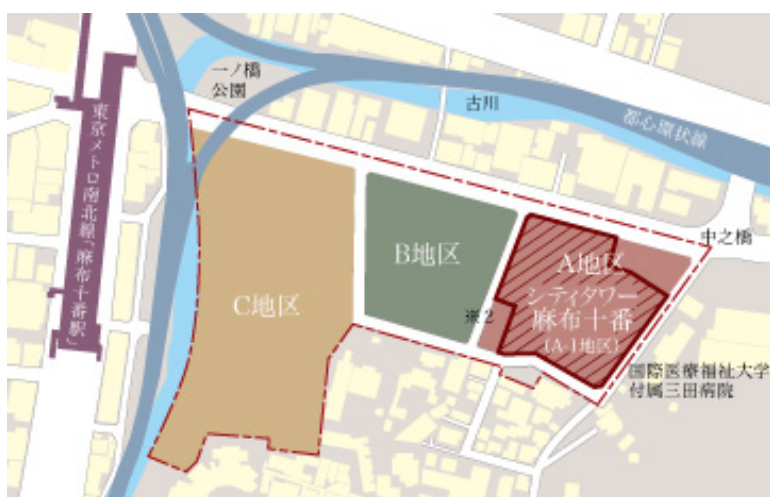 一ノ橋
公園
古川
都心環状線
東京メトロ南北線「麻布十番駅」
中之橋
B地区
A地区
シティタワー
麻布十番
(A-1地区)
C地区
※2
国際医療福祉大学
付属三田病院